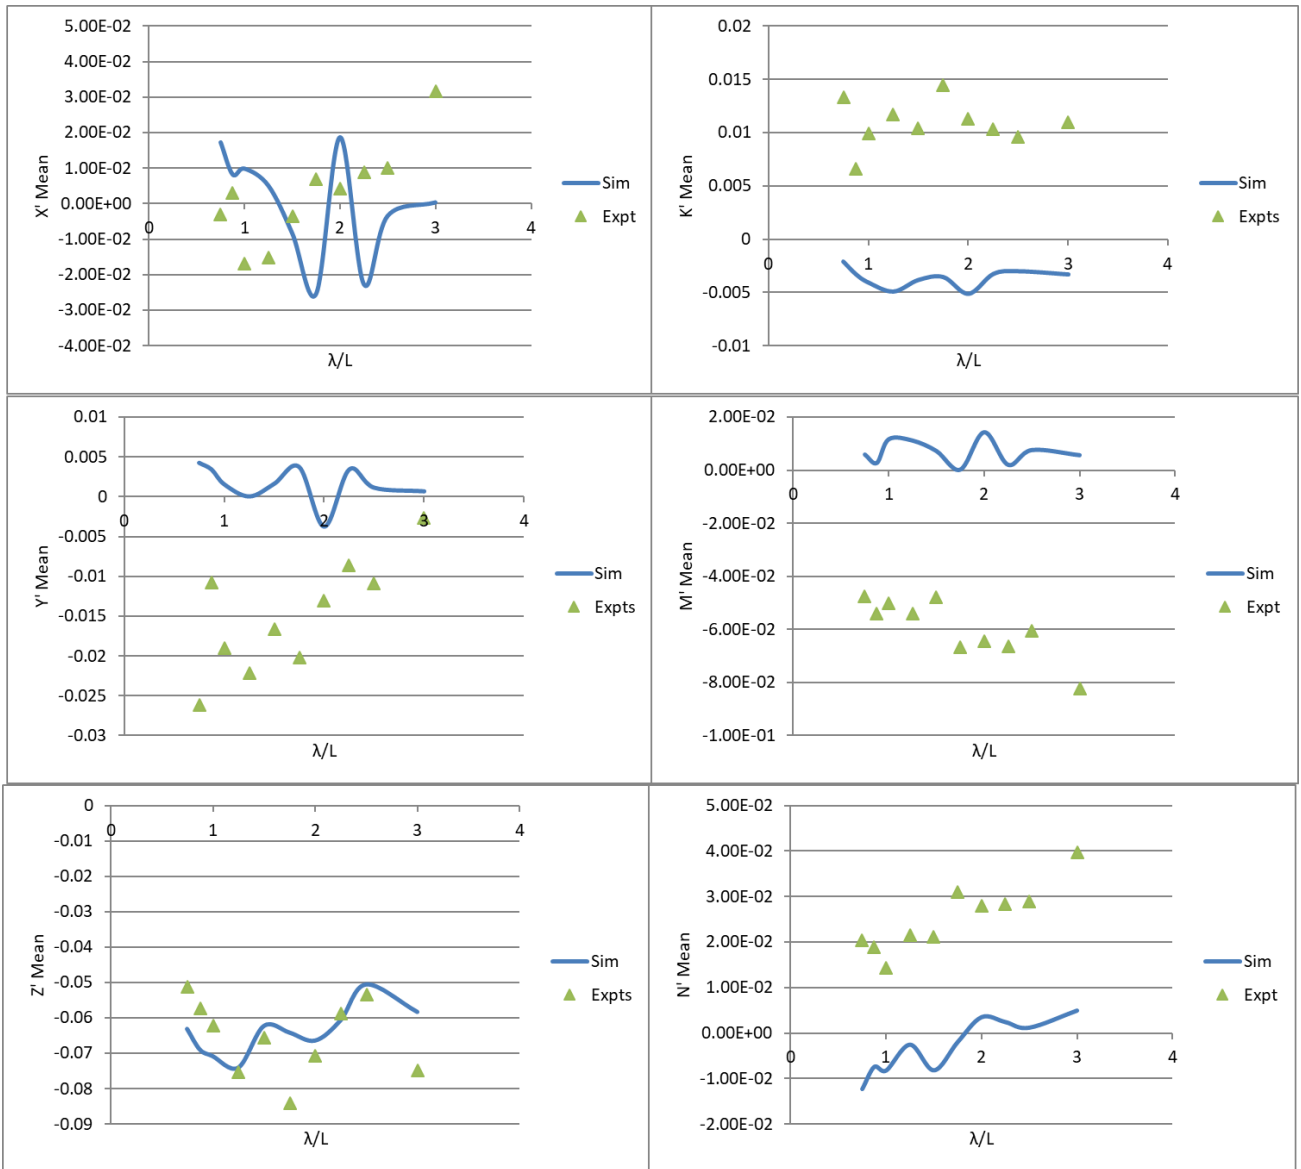 5.00E-02
4.00E-02
3.00E-02
2.00E-02
1.00E-02
0.00E+00
-1.00E-02
-2.00E-02
-3.00E-02
-4.00E-02
0 1 2 3 4
X' Mean
λ/L
Sim
Expt
0.02
0.015
0.01
0.005
0
-0.005
-0.01
0 1 2 3 4
K' Mean
λ/L
Sim
Expts
0.01
0.005
0
-0.005
-0.01
-0.015
-0.02
-0.025
-0.03
0 1 2 3 4
Y' Mean
λ/L
Sim
Expts
2.00E-02
0.00E+00
-2.00E-02
-4.00E-02
-6.00E-02
-8.00E-02
-1.00E-01
0 1 2 3 4
M' Mean
λ/L
Sim
Expt
0
-0.01
-0.02
-0.03
-0.04
-0.05
-0.06
-0.07
-0.08
-0.09
0 1 2 3 4
Z' Mean
λ/L
Sim
Expts
5.00E-02
4.00E-02
3.00E-02
2.00E-02
1.00E-02
0.00E+00
-1.00E-02
-2.00E-02
0 1 2 3 4
N' Mean
λ/L
Sim
Expt